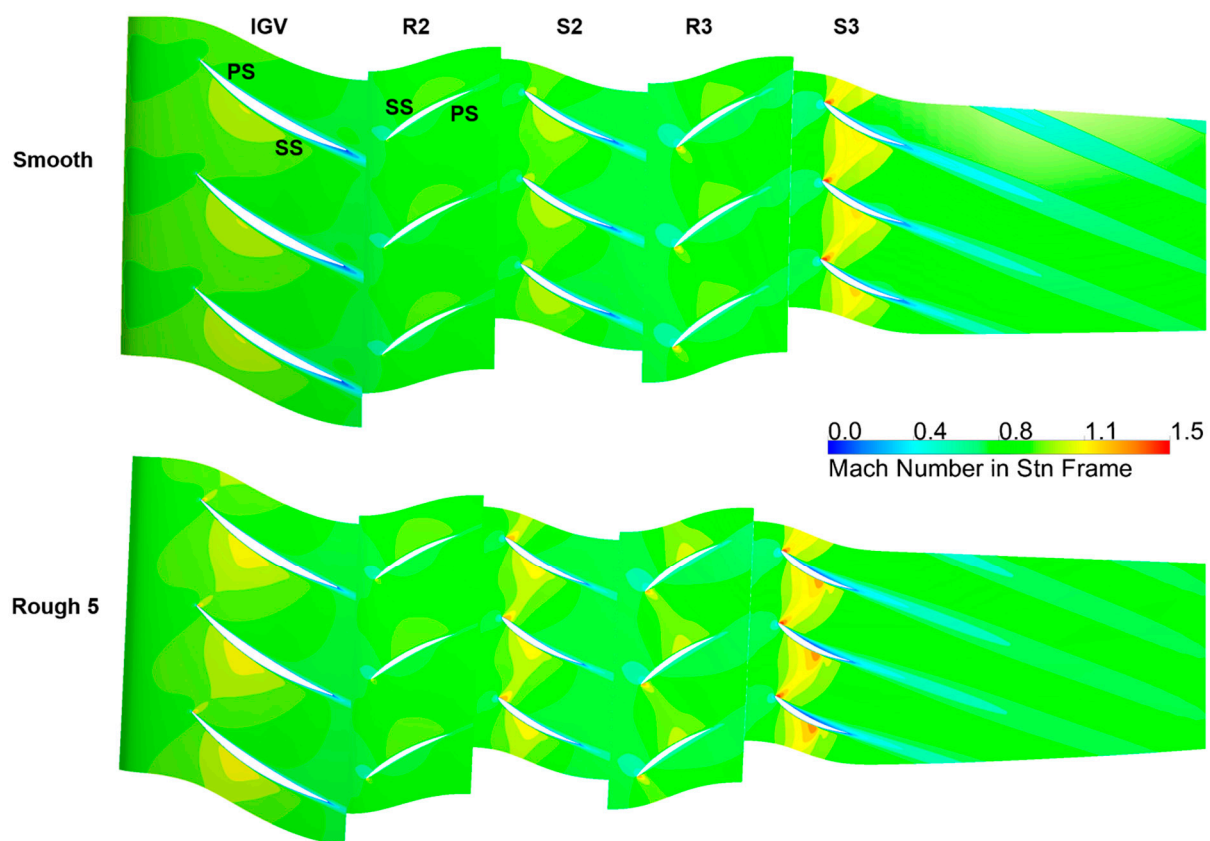 IGV R2 S2 R3 S3
PS
SS
SS
PS
Smooth
0.0 0.4 0.8 1.1 1.5
Mach Number in Stn Frame
Rough 5